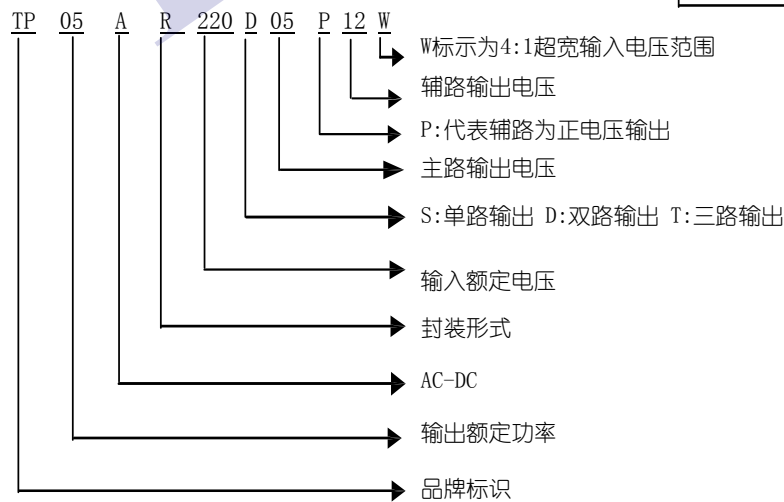 TP 05 A R 220 D 05 P 12 W
W标示为4:1超宽输入电压范围
辅路输出电压
P:代表辅路为正电压输出
主路输出电压
S:单路输出 D:双路输出 T:三路输出
输入额定电压
封装形式
AC-DC
输出额定功率
品牌标识